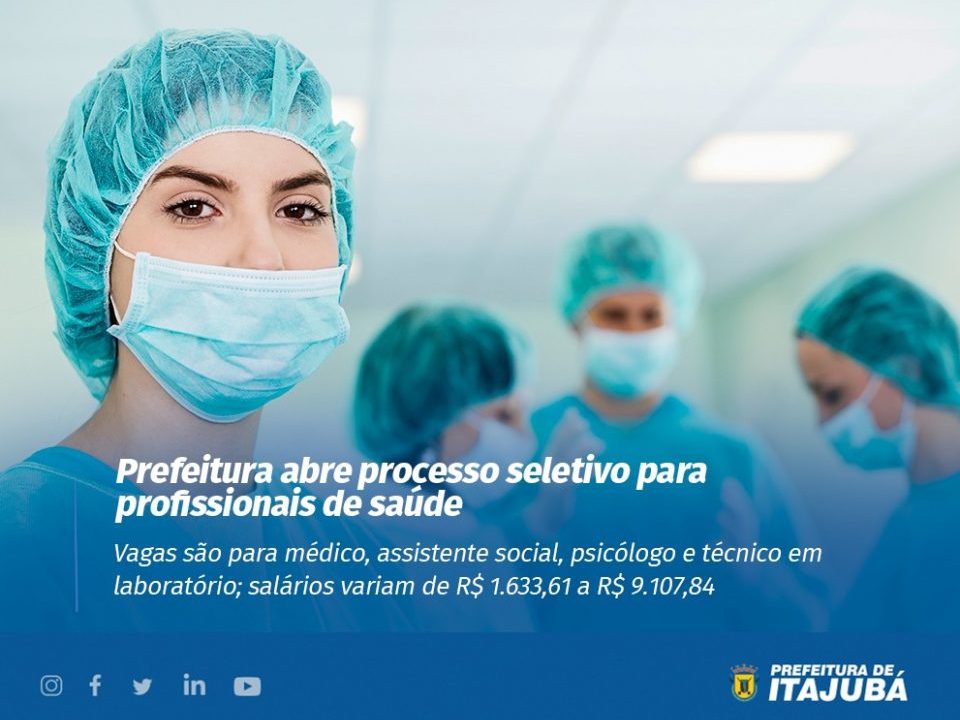 Prefeitura abre processo seletivo para
profissionais de saúde
Vagas são para médico, assistente social, psicólogo e técnico em
laboratório; salários variam de R$ 1.633,61 a R$ 9.107,84
PREFEITURA DE
ITAJUBÁ